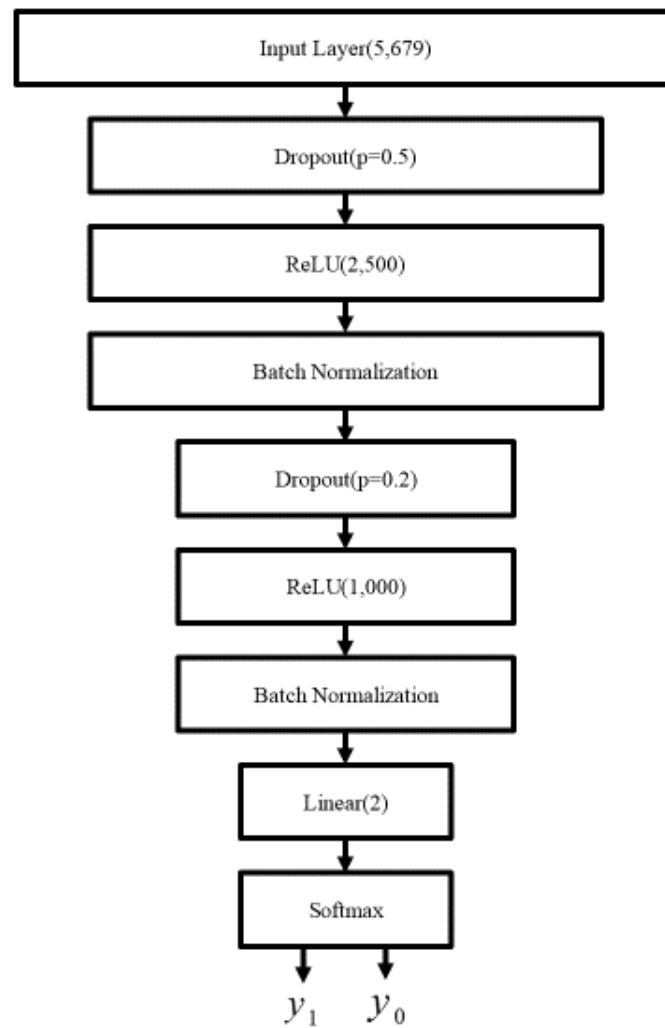 Input Layer(5,679)
Dropout(p=0.5)
ReLU(2,500)
Batch Normalization
Dropout(p=0.2)
ReLU(1,000)
Batch Normalization
Linear(2)
Softmax
y₁ y₀